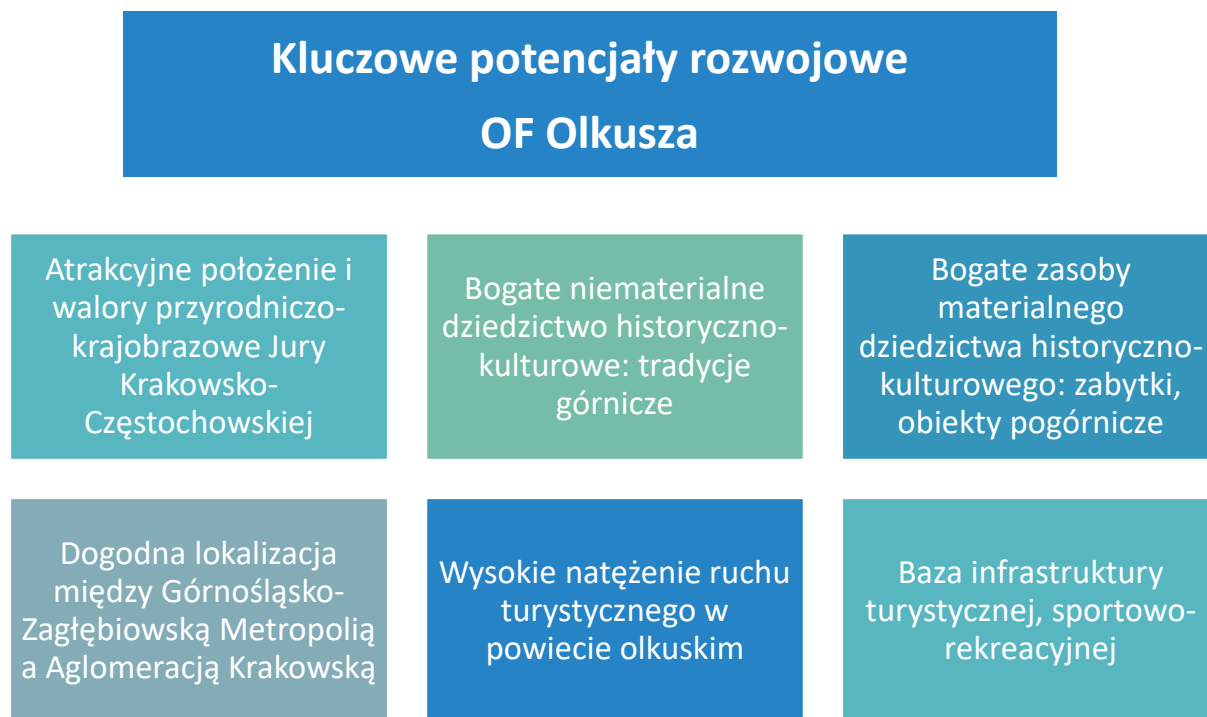 Kluczowe potencjały rozwojowe
OF Olkusza
Atrakcyjne położenie i
walory przyrodniczo-
krajobrazowe Jury
Krakowsko-
Częstochowskiej
Bogate niematerialne
dziedzictwo historyczno-
kulturowe: tradycje
górnicze
Bogate zasoby
materialnego
dziedzictwa historyczno-
kulturowego: zabytki,
obiekty pogórnicze
Dogodna lokalizacja
między Górnośląsko-
Zagłębiowską Metropolią
a Aglomeracją Krakowską
Wysokie natężenie ruchu
turystycznego w
powiecie olkuskim
Baza infrastruktury
turystycznej, sportowo-
rekreacyjnej